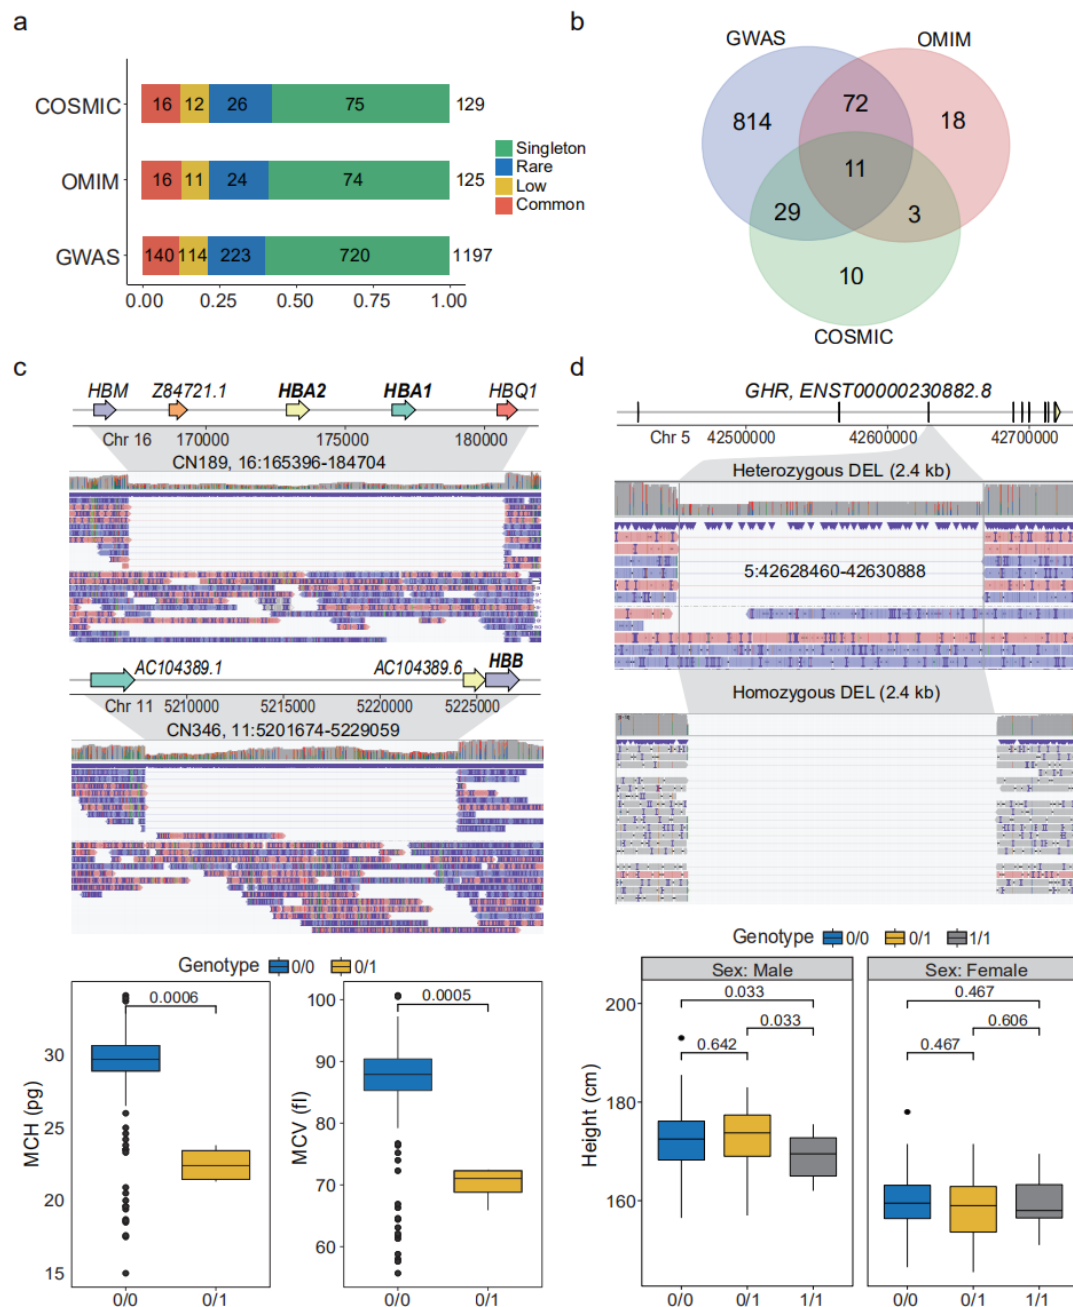 a
COSMIC 16 12 26 75 129
OMIM 16 11 24 74 125
GWAS 140 114 223 720 1197
0.00 0.25 0.50 0.75 1.00
Singleton
Rare
Low
Common
b
GWAS OMIM
814 72 18
11
29 3
10
COSMIC
c
HBM Z84721.1 HBA2 HBA1 HBQ1
Chr 16 170000 175000 180000
CN189, 16:165396-184704
AC104389.1 AC104389.6 HBB
Chr 11 5210000 5215000 5220000 5225000
CN346, 11:5201674-5229059
Genotype 0/0 0/1
MCH (pg)
30
25
20
15
0.0006
0/0 0/1
MCV (fl)
100
90
80
70
60
0.0005
0/0 0/1
d
GHR, ENST00000230882.8
Chr 5 42500000 42600000 42700000
Heterozygous DEL (2.4 kb)
5:42628460-42630888
Homozygous DEL (2.4 kb)
Genotype 0/0 0/1 1/1
Sex: Male Sex: Female
Height (cm)
200
180
160
0.033
0.033
0.642
0.467
0.606
0.467
0/0 0/1 1/1 0/0 0/1 1/1